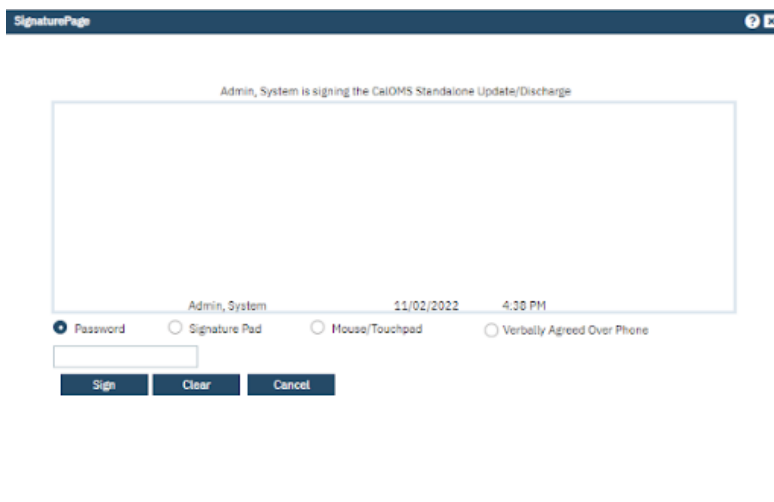 SignaturePage
Admin, System is signing the CalOMS Standalone Update/Discharge
Admin, System 11/02/2022 4:38 PM
Password Signature Pad Mouse/Touchpad Verbally Agreed Over Phone
Sign Clear Cancel